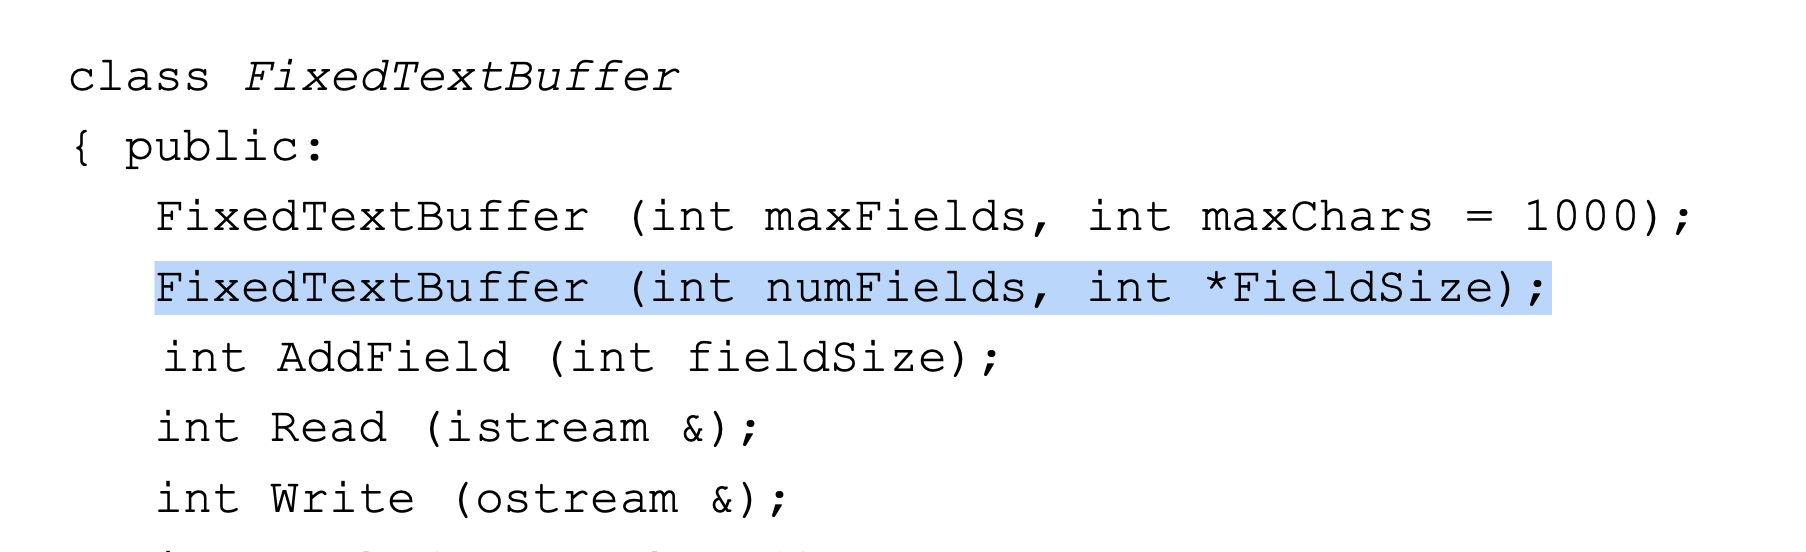 class FixedTextBuffer
{ public:
FixedTextBuffer (int maxFields, int maxChars = 1000);
FixedTextBuffer (int numFields, int *FieldSize);
int AddField (int fieldSize);
int Read (istream &);
int Write (ostream &);